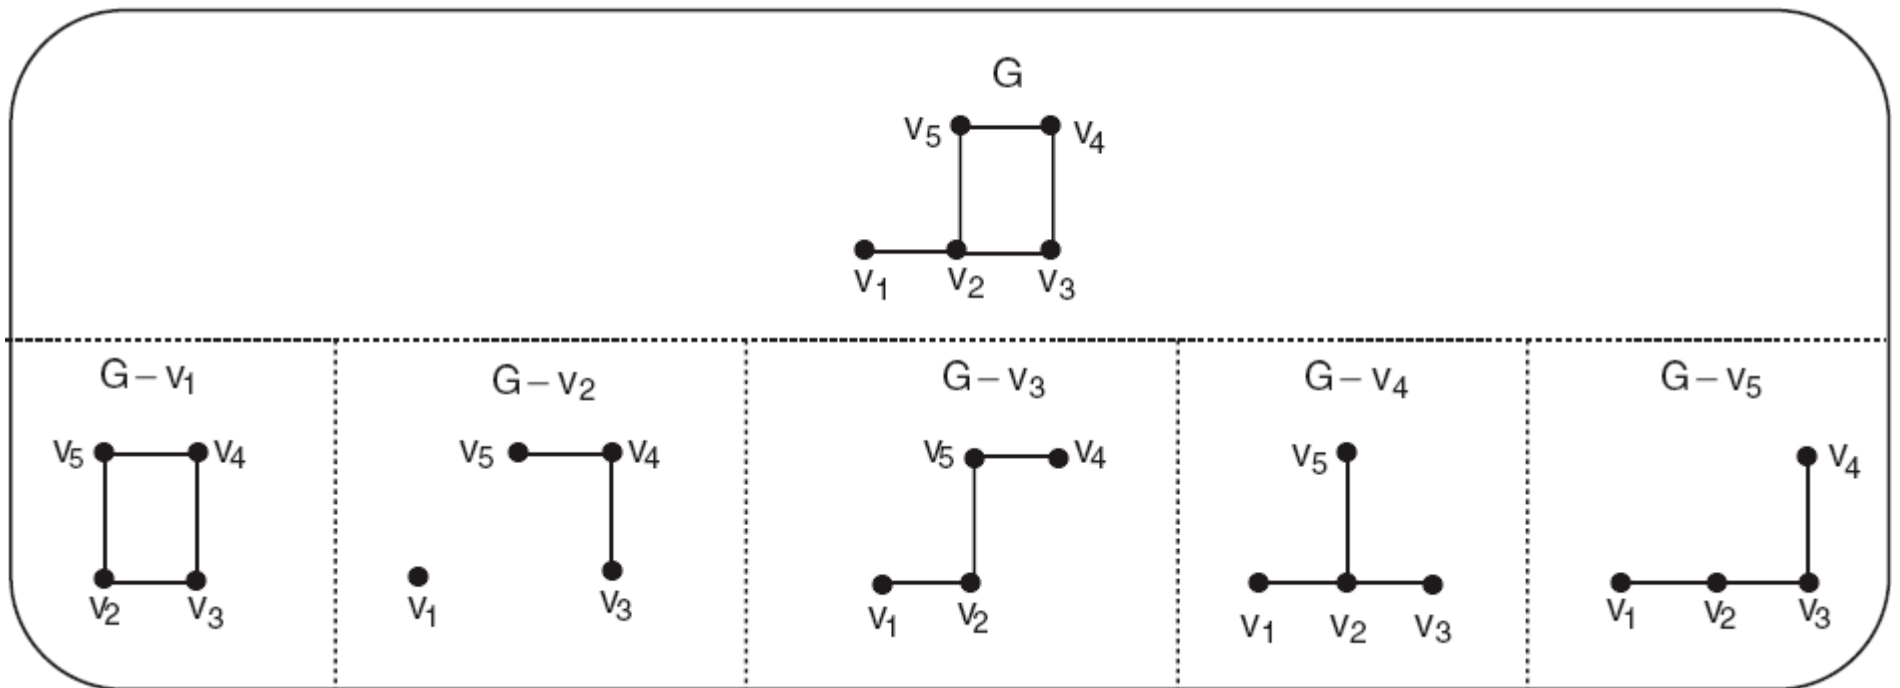 G
v5 v4
v1 v2 v3
G – v1 G – v2 G – v3 G – v4 G – v5
v5 v4 v5 v4 v5 v4 v5 v4
v2 v3 v1 v3 v1 v2 v1 v2 v3 v1 v2 v3